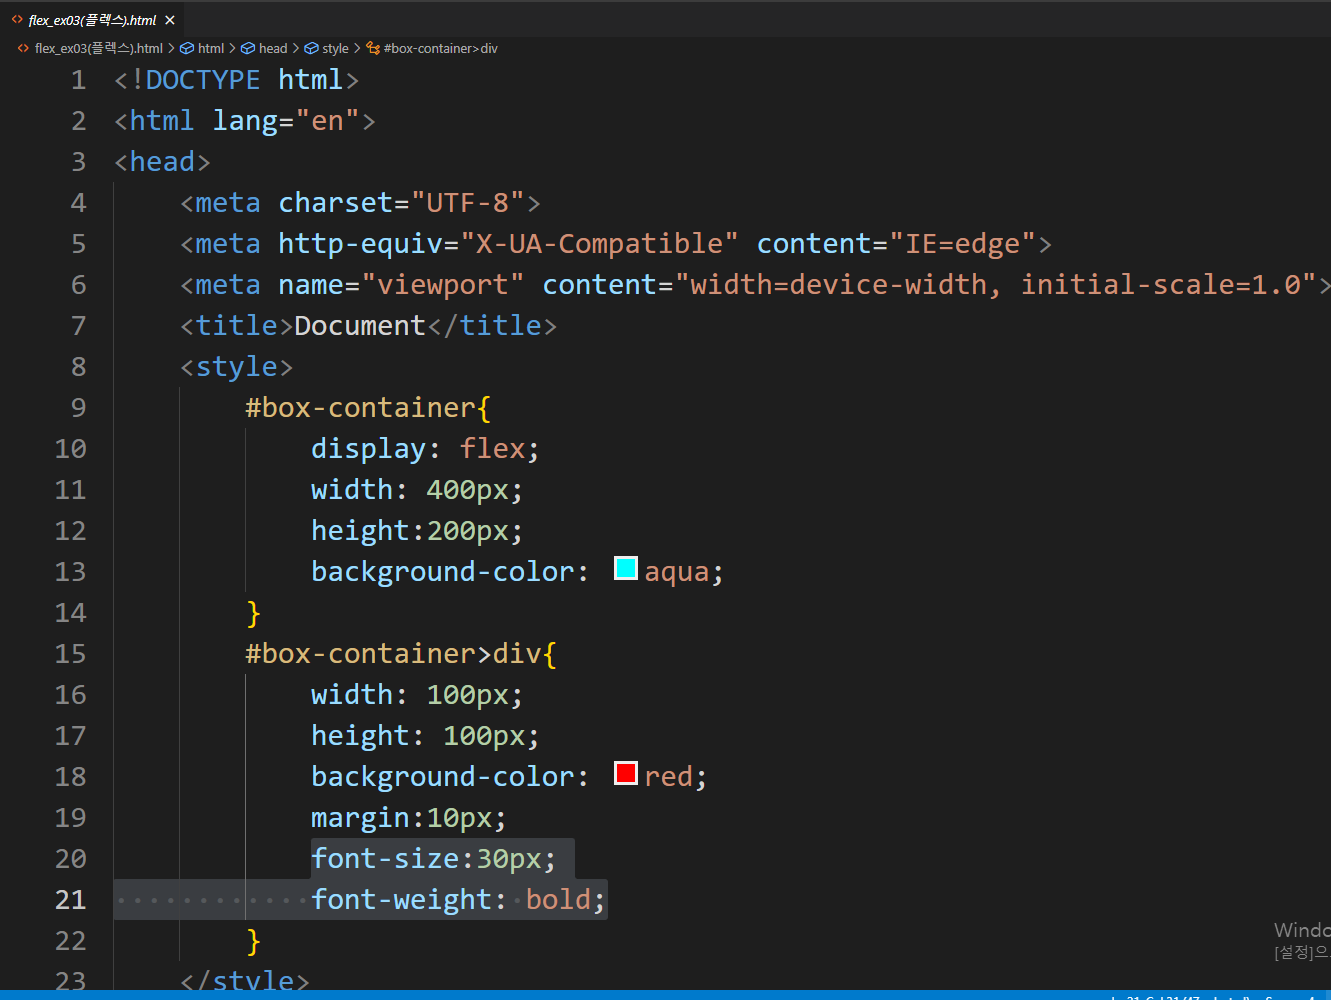 flex_ex03(플렉스).html
flex_ex03(플렉스).html > html > head > style > #box-container>div
1 <!DOCTYPE html>
2 <html lang="en">
3 <head>
4 <meta charset="UTF-8">
5 <meta http-equiv="X-UA-Compatible" content="IE=edge">
6 <meta name="viewport" content="width=device-width, initial-scale=1.0">
7 <title>Document</title>
8 <style>
9 #box-container{
10 display: flex;
11 width: 400px;
12 height:200px;
13 background-color: aqua;
14 }
15 #box-container>div{
16 width: 100px;
17 height: 100px;
18 background-color: red;
19 margin:10px;
20 font-size:30px;
21 font-weight: bold;
22 }
23 </style>
Windo
[설정]으